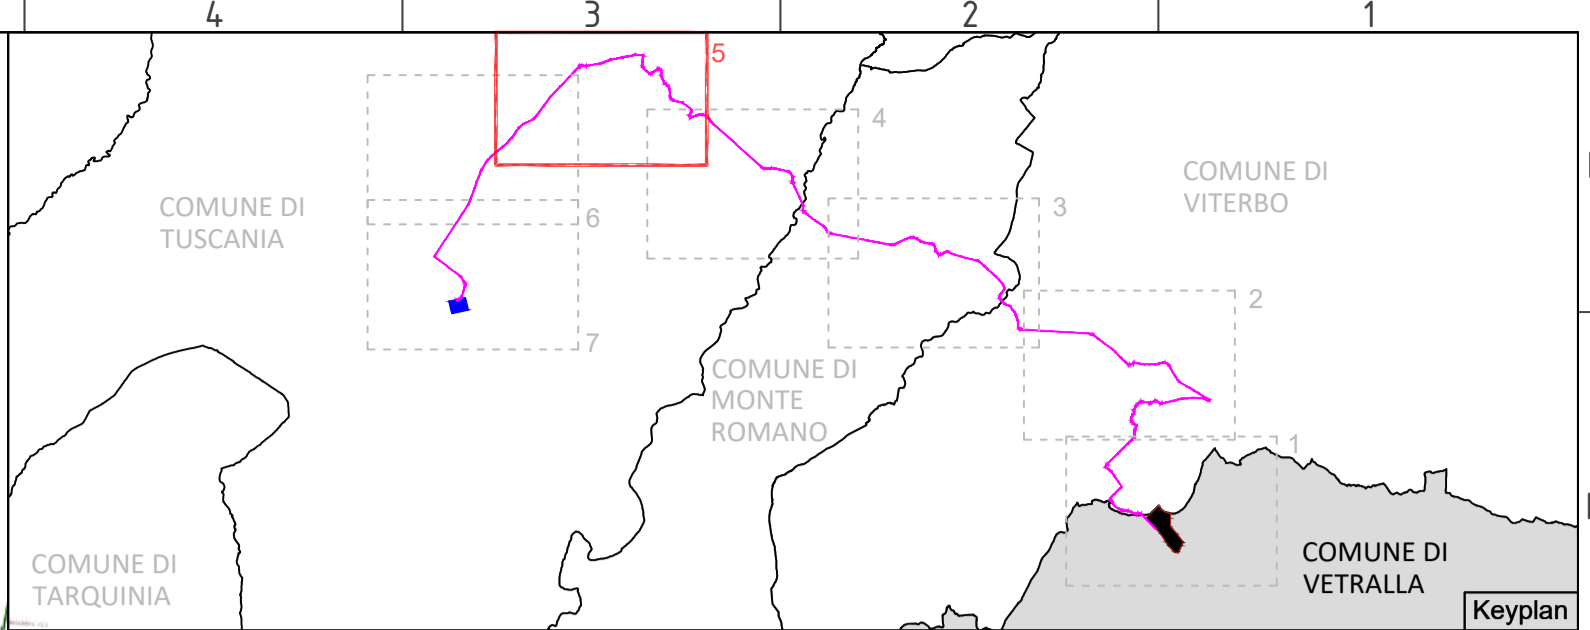 4
3
2
1
5
4
COMUNE DI
VITERBO
COMUNE DI
TUSCANIA
3
6
2
7
COMUNE DI
MONTE
ROMANO
1
COMUNE DI
VETRALLA
COMUNE DI
TARQUINIA
Keyplan